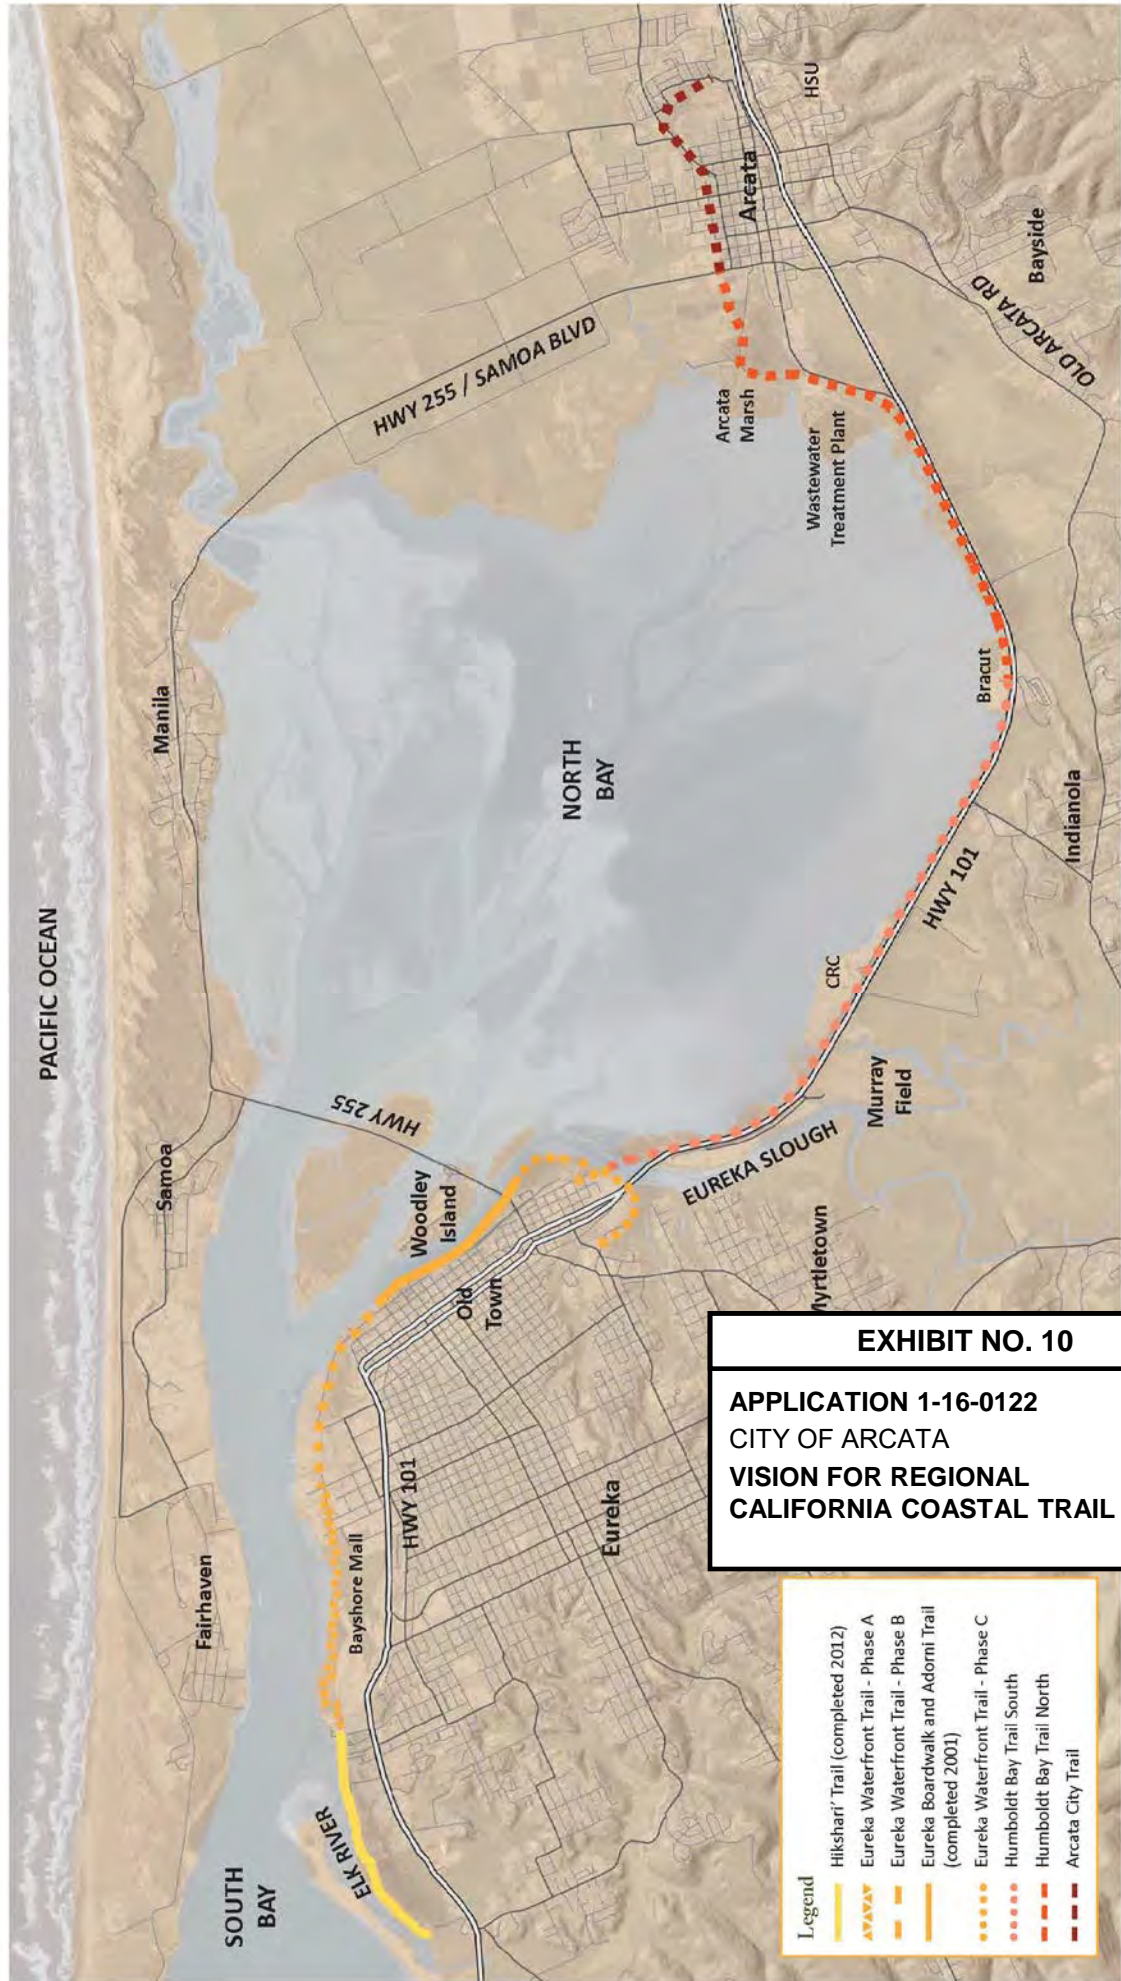 PACIFIC OCEAN
SOUTH
BAY
ELK RIVER
Fairhaven
Samoa
Manila
HWY 255
HWY 255 / SAMOA BLVD
Woodley
Island
NORTH
BAY
Bayshore Mall
HWY 101
Old
Town
Eureka
EUREKA SLOUGH
Myrtletown
Murray
Field
CRC
HWY 101
Indianola
Bracut
Arcata
Marsh
Wastewater
Treatment Plant
Arcata
HSU
Bayside
OLD ARCATA RD
EXHIBIT NO. 10
APPLICATION 1-16-0122
CITY OF ARCATA
VISION FOR REGIONAL
CALIFORNIA COASTAL TRAIL
Legend
Hikshari' Trail (completed 2012)
Eureka Waterfront Trail - Phase A
Eureka Waterfront Trail - Phase B
Eureka Boardwalk and Adorni Trail
(completed 2001)
Eureka Waterfront Trail - Phase C
Humboldt Bay Trail South
Humboldt Bay Trail North
Arcata City Trail